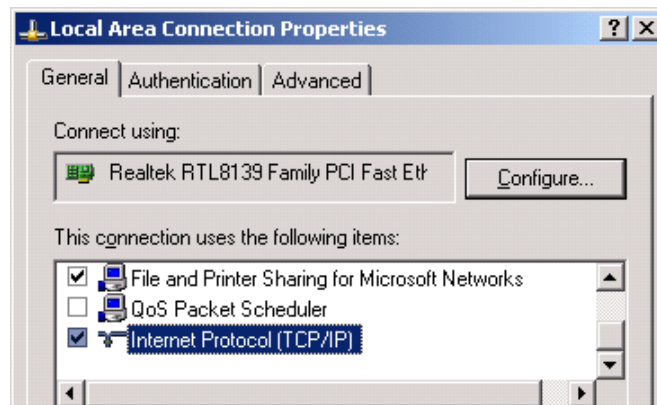 Local Area Connection Properties
General Authentication Advanced
Connect using:
Realtek RTL8139 Family PCI Fast Eth
Configure...
This connection uses the following items:
File and Printer Sharing for Microsoft Networks
QoS Packet Scheduler
Internet Protocol (TCP/IP)